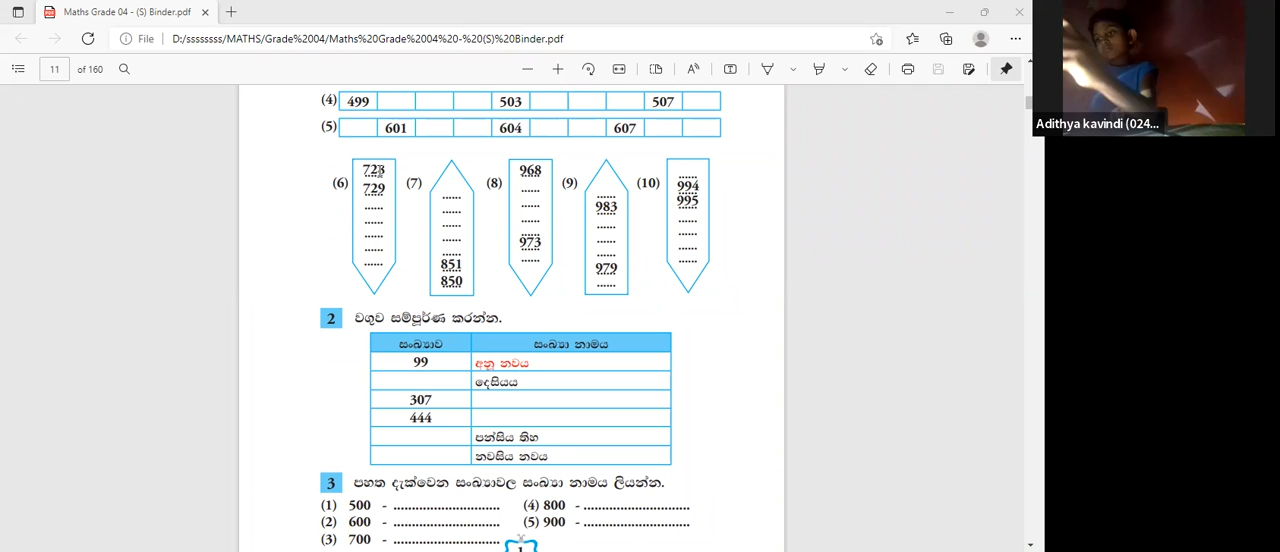 Maths Grade 04 - (S) Binder.pdf
File D:/ssssssss/MATHS/Grade%2004/Maths%20Grade%2004%20-%20(S)%20Binder.pdf
11 of 160
(4) 499 503 507
(5) 601 604 607
(6) 723 729 ...... ...... ...... ...... ......
(7) ...... ...... ...... ...... ...... 851 850
(8) 968 ...... ...... ...... ...... 973 ......
(9) ...... 983 ...... ...... ...... 979 ......
(10) ...... 994 995 ...... ...... ...... ......
2 වගුව සම්පූර්ණ කරන්න.
සංඛ්‍යාව සංඛ්‍යා නාමය
99 අනූ නවය
දෙසියය
307
444
පන්සිය තිහ
නවසිය නවය
3 පහත දැක්වෙන සංඛ්‍යාවල සංඛ්‍යා නාමය ලියන්න.
(1) 500 - ............................ (4) 800 - ............................
(2) 600 - ............................ (5) 900 - ............................
(3) 700 - ............................
1
Adithya kavindi (024...